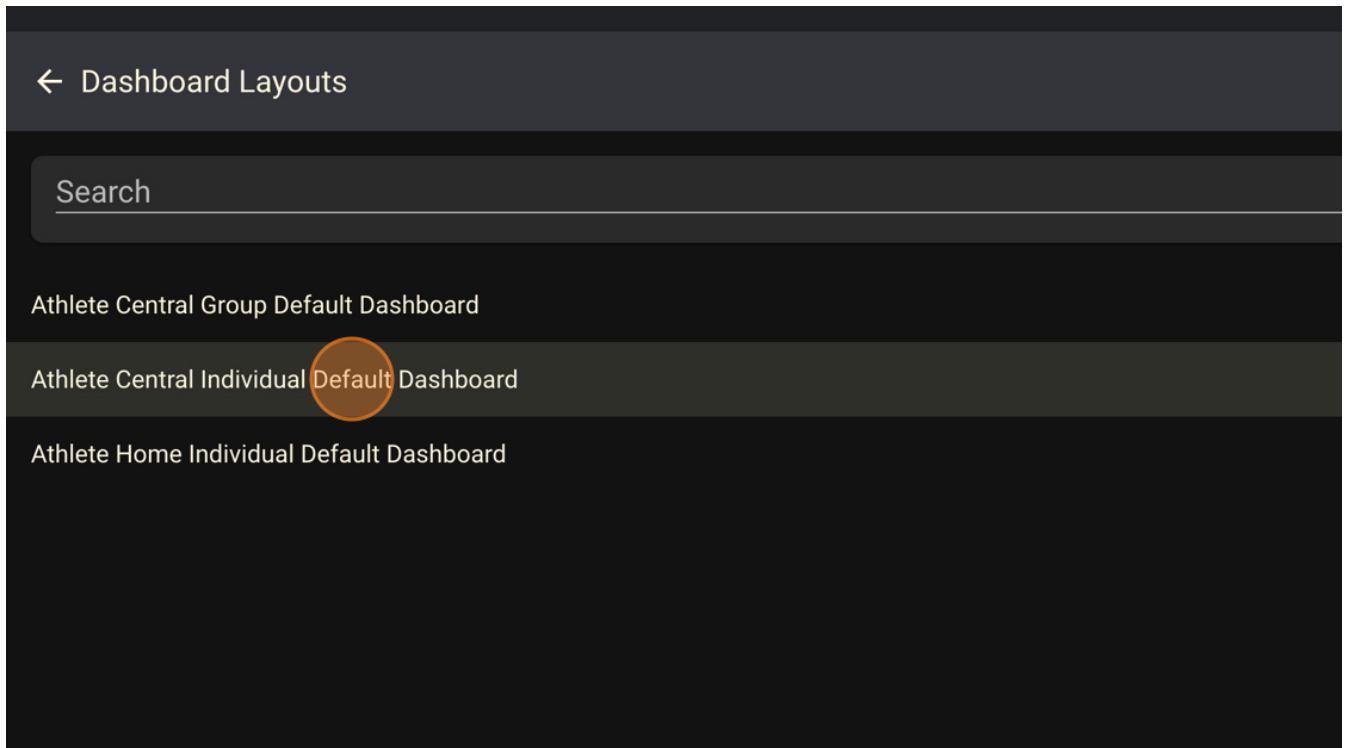 Dashboard Layouts
Search
Athlete Central Group Default Dashboard
Athlete Central Individual Default Dashboard
Athlete Home Individual Default Dashboard